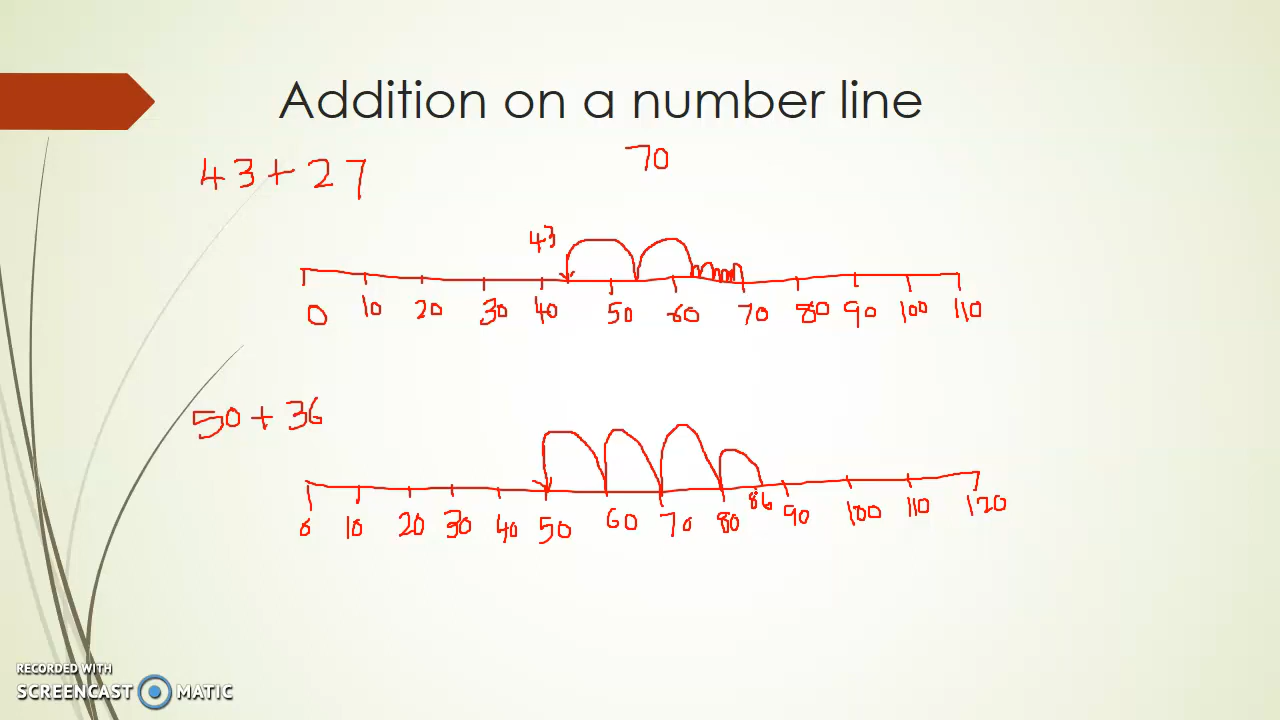 Addition on a number line
43 + 27
70
43
0 10 20 30 40 50 60 70 80 90 100 110
50 + 36
86
0 10 20 30 40 50 60 70 80 90 100 110 120
RECORDED WITH
SCREENCAST MATIC